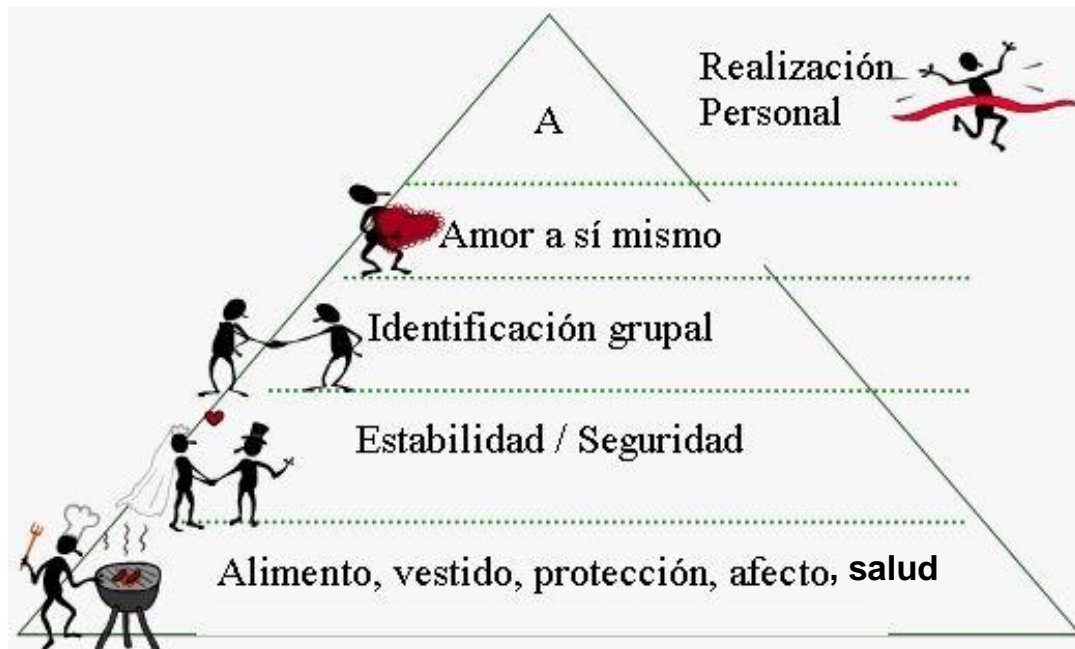 Realización
Personal
A
Amor a sí mismo
Identificación grupal
Estabilidad / Seguridad
Alimento, vestido, protección, afecto, salud